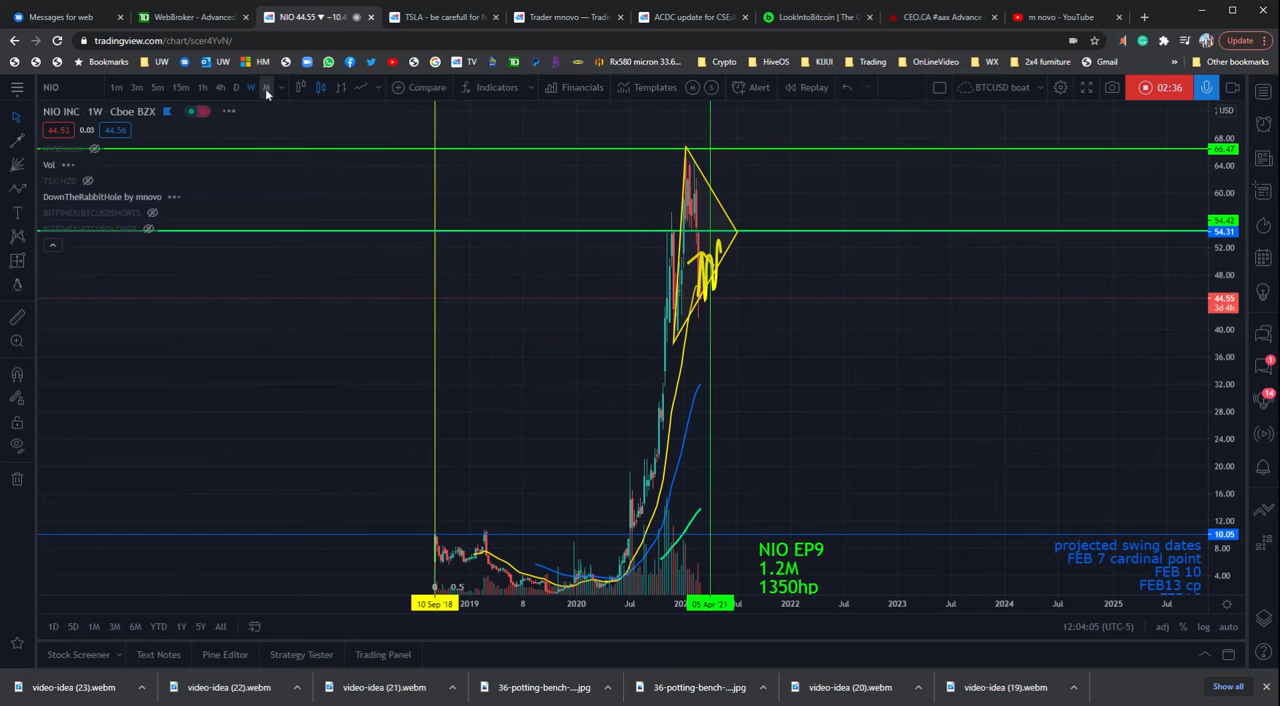 Messages for web
WebBroker - Advanced
NIO 44.55 ▼ −10.4
TSLA - be carefull for N
Trader mnovo — Tradin
ACDC update for CSE:A
LookIntoBitcoin | The G
CEO.CA #aax Advance
m novo - YouTube
tradingview.com/chart/scer4YvN/
Update
Bookmarks
UW
UW
HM
TV
Rx580 micron 33.6...
Crypto
HiveOS
KIJIJI
Trading
OnLineVideo
WX
2x4 furniture
Gmail
Other bookmarks
NIO
1m 3m 5m 15m 1h 4h D W M
Compare
Indicators
Financials
Templates
M
S
Alert
Replay
BTCUSD boat
02:36
NIO INC · 1W · Cboe BZX
44.53 0.03 44.56
Vol
TSX:HZD
DownTheRabbitHole by mnovo
BITFINEX:BTCUSDSHORTS
BITFINEX:BTCUSDLONGS
USD
68.00
66.47
64.00
60.00
54.42
54.31
52.00
48.00
44.55
3d 4h
40.00
36.00
32.00
28.00
24.00
20.00
16.00
12.00
10.05
8.00
4.00
1
14
NIO EP9
1.2M
1350hp
projected swing dates
FEB 7 cardinal point
FEB 10
FEB13 cp
0 0.5
10 Sep '18
2019
8
2020
Jul
05 Apr '21
2022
Jul
2023
Jul
2024
Jul
2025
Jul
1D 5D 1M 3M 6M YTD 1Y 5Y All
12:04:05 (UTC-5)
adj % log auto
Stock Screener
Text Notes
Pine Editor
Strategy Tester
Trading Panel
video-idea (23).webm
video-idea (22).webm
video-idea (21).webm
36-potting-bench-....jpg
36-potting-bench-....jpg
video-idea (20).webm
video-idea (19).webm
Show all